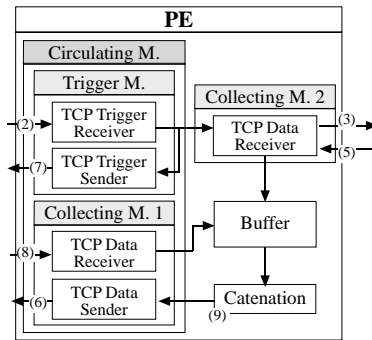 PE
Circulating M.
Trigger M.
TCP Trigger
Receiver
TCP Trigger
Sender
Collecting M. 2
TCP Data
Receiver
Collecting M. 1
TCP Data
Receiver
TCP Data
Sender
Buffer
Catenation
(2)
(3)
(5)
(7)
(8)
(6)
(9)